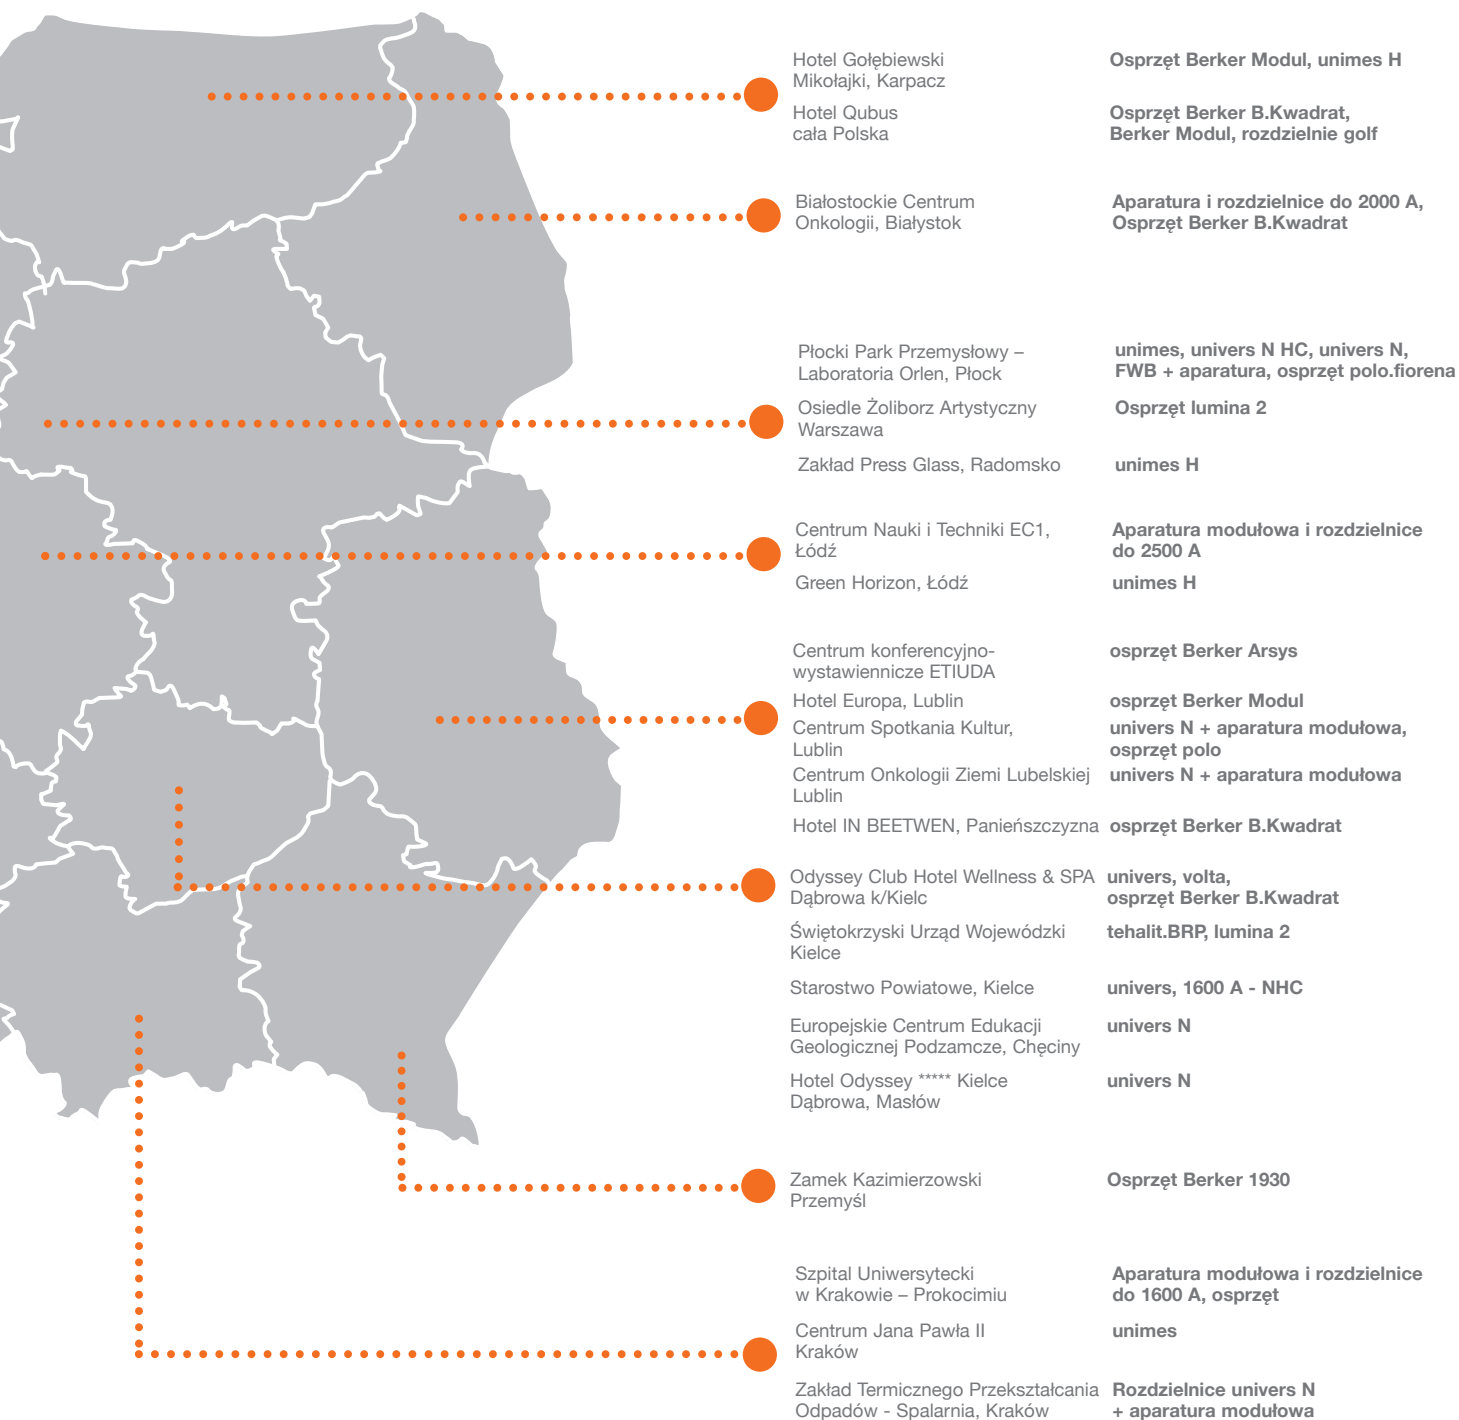 Hotel Gołębiewski
Mikołajki, Karpacz
Osprzęt Berker Modul, unimes H
Hotel Qubus
cała Polska
Osprzęt Berker B.Kwadrat,
Berker Modul, rozdzielnie golf
Białostockie Centrum
Onkologii, Białystok
Aparatura i rozdzielnice do 2000 A,
Osprzęt Berker B.Kwadrat
Płocki Park Przemysłowy –
Laboratoria Orlen, Płock
unimes, univers N HC, univers N,
FWB + aparatura, osprzęt polo.fiorena
Osiedle Żoliborz Artystyczny
Warszawa
Osprzęt lumina 2
Zakład Press Glass, Radomsko
unimes H
Centrum Nauki i Techniki EC1,
Łódź
Aparatura modułowa i rozdzielnice
do 2500 A
Green Horizon, Łódź
unimes H
Centrum konferencyjno-
wystawiennicze ETIUDA
osprzęt Berker Arsys
Hotel Europa, Lublin
osprzęt Berker Modul
Centrum Spotkania Kultur,
Lublin
univers N + aparatura modułowa,
osprzęt polo
Centrum Onkologii Ziemi Lubelskiej
Lublin
univers N + aparatura modułowa
Hotel IN BEETWEN, Panieńszczyzna
osprzęt Berker B.Kwadrat
Odyssey Club Hotel Wellness & SPA
Dąbrowa k/Kielc
univers, volta,
osprzęt Berker B.Kwadrat
Świętokrzyski Urząd Wojewódzki
Kielce
tehalit.BRP, lumina 2
Starostwo Powiatowe, Kielce
univers, 1600 A - NHC
Europejskie Centrum Edukacji
Geologicznej Podzamcze, Chęciny
univers N
Hotel Odyssey ***** Kielce
Dąbrowa, Masłów
univers N
Zamek Kazimierzowski
Przemyśl
Osprzęt Berker 1930
Szpital Uniwersytecki
w Krakowie – Prokocimiu
Aparatura modułowa i rozdzielnice
do 1600 A, osprzęt
Centrum Jana Pawła II
Kraków
unimes
Zakład Termicznego Przekształcania
Odpadów - Spalarnia, Kraków
Rozdzielnice univers N
+ aparatura modułowa